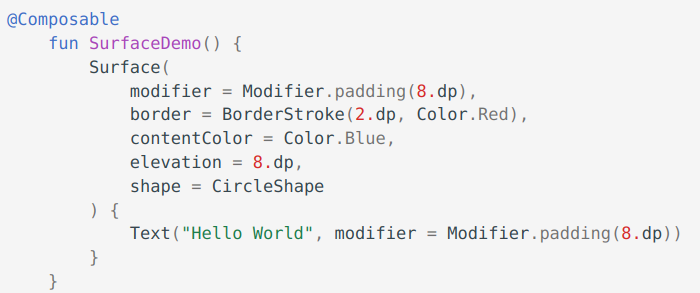 @Composable
    fun SurfaceDemo() {
        Surface(
            modifier = Modifier.padding(8.dp),
            border = BorderStroke(2.dp, Color.Red),
            contentColor = Color.Blue,
            elevation = 8.dp,
            shape = CircleShape
        ) {
            Text("Hello World", modifier = Modifier.padding(8.dp))
        }
    }